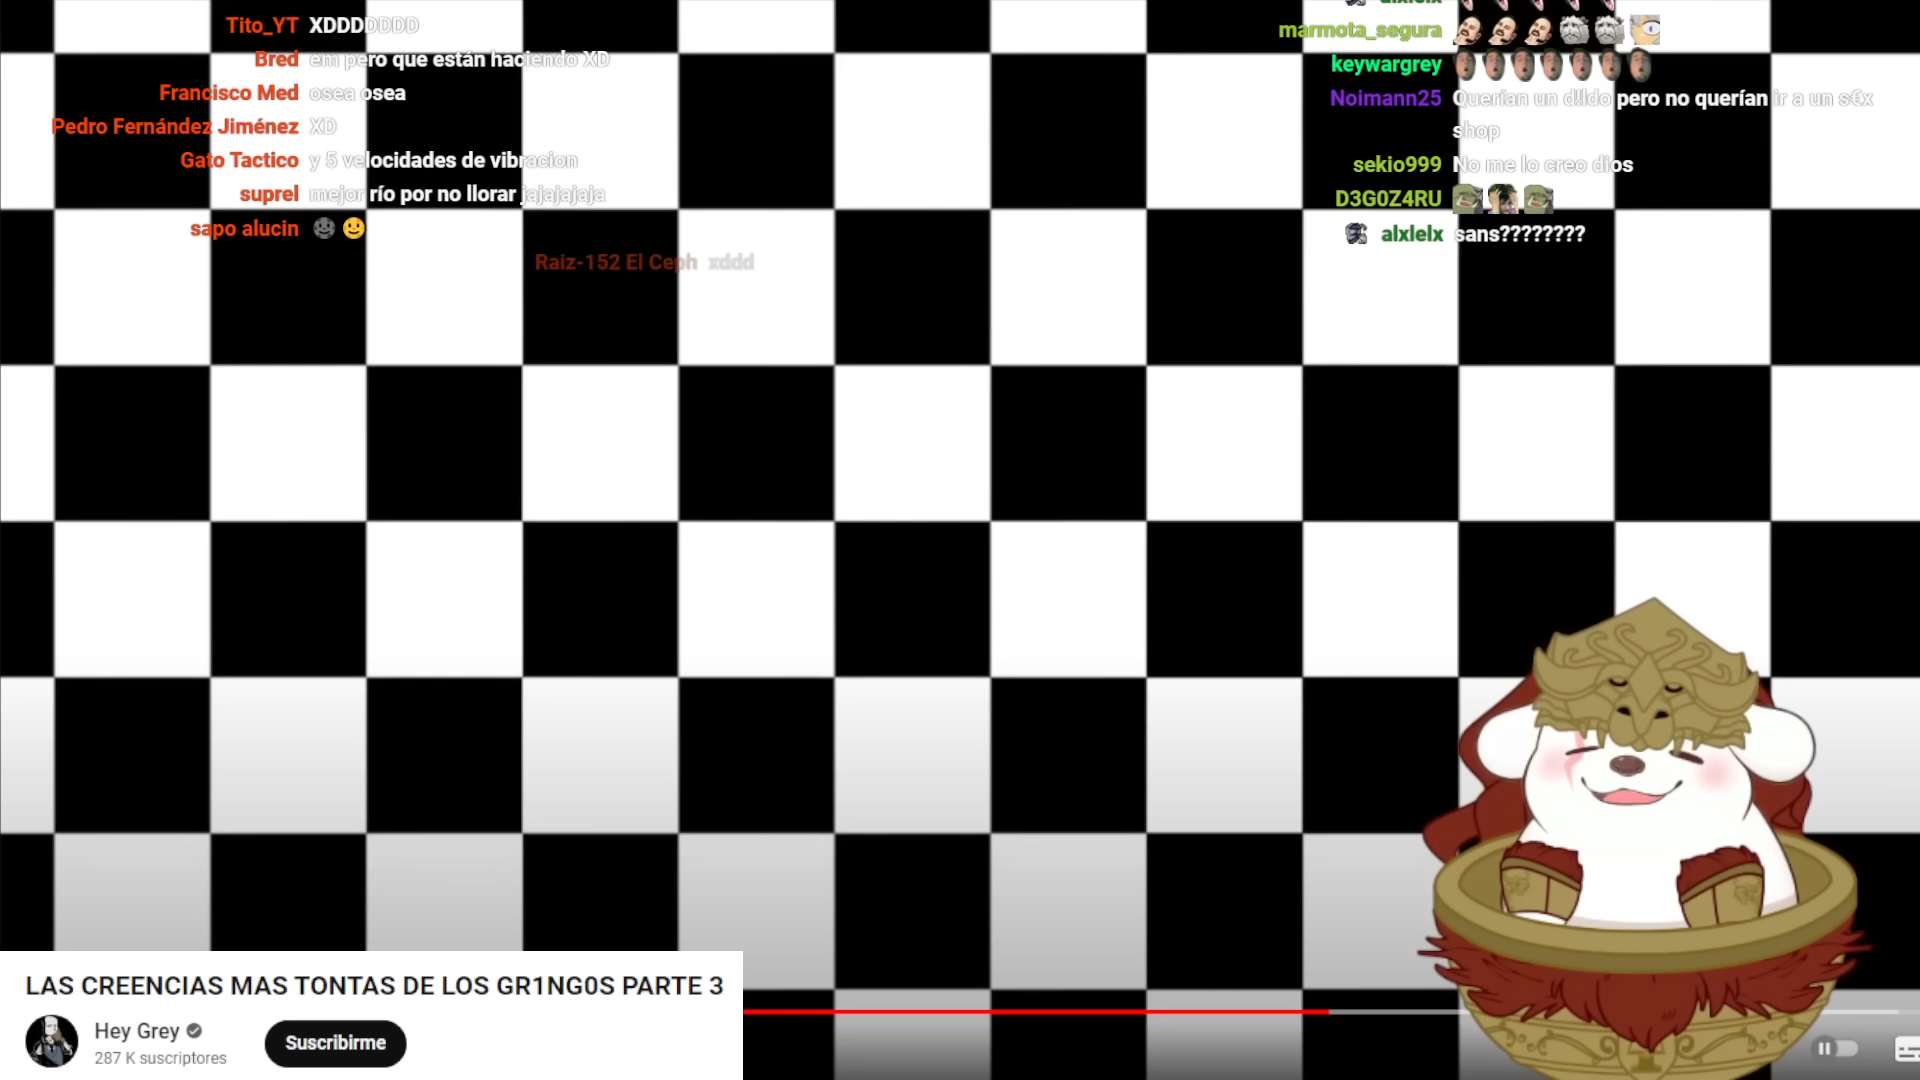 Tito_YT XDDDDDDD
Bred em pero que están haciendo XD
Francisco Med osea osea
Pedro Fernández Jiménez XD
Gato Tactico y 5 velocidades de vibracion
suprel mejor río por no llorar jajajajaja
sapo alucin
Raiz-152 El Ceph xddd
alxlelx
marmota_segura
keywargrey
Noimann25 Querían un d!ldo pero no querían ir a un s€x
shop
sekio999 No me lo creo dios
D3G0Z4RU
alxlelx sans????????
LAS CREENCIAS MAS TONTAS DE LOS GR1NG0S PARTE 3
Hey Grey
287 K suscriptores
Suscribirme